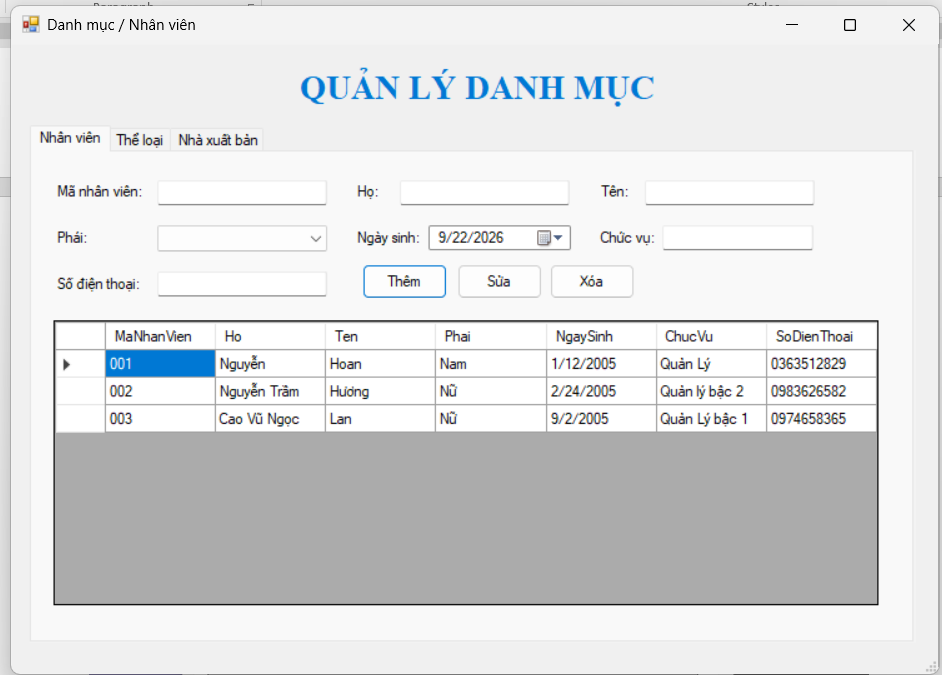 Danh mục / Nhân viên
QUẢN LÝ DANH MỤC
Nhân viên Thể loại Nhà xuất bản
Mã nhân viên: Họ: Tên:
Phái: Ngày sinh: 9/22/2026 Chức vụ:
Số điện thoại: Thêm Sửa Xóa
MaNhanVien Ho Ten Phai NgaySinh ChucVu SoDienThoai
001 Nguyễn Hoan Nam 1/12/2005 Quản Lý 0363512829
002 Nguyễn Trầm Hương Nữ 2/24/2005 Quản lý bậc 2 0983626582
003 Cao Vũ Ngọc Lan Nữ 9/2/2005 Quản Lý bậc 1 0974658365